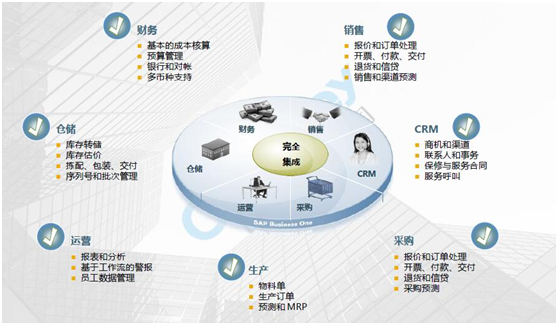 财务
基本的成本核算
预算管理
银行和对帐
多币种支持
销售
报价和订单处理
开票、付款、交付
退货和信贷
销售和渠道预测
仓储
库存转储
库存估价
拣配、包装、交付
序列号和批次管理
CRM
商机和渠道
联系人和事务
保修与服务合同
服务呼叫
财务
销售
仓储
完全
集成
CRM
运营
采购
SAP Business One
运营
报表和分析
基于工作流的警报
员工数据管理
生产
物料单
生产订单
预测和 MRP
采购
报价和订单处理
开票、付款、交付
退货和信贷
采购预测